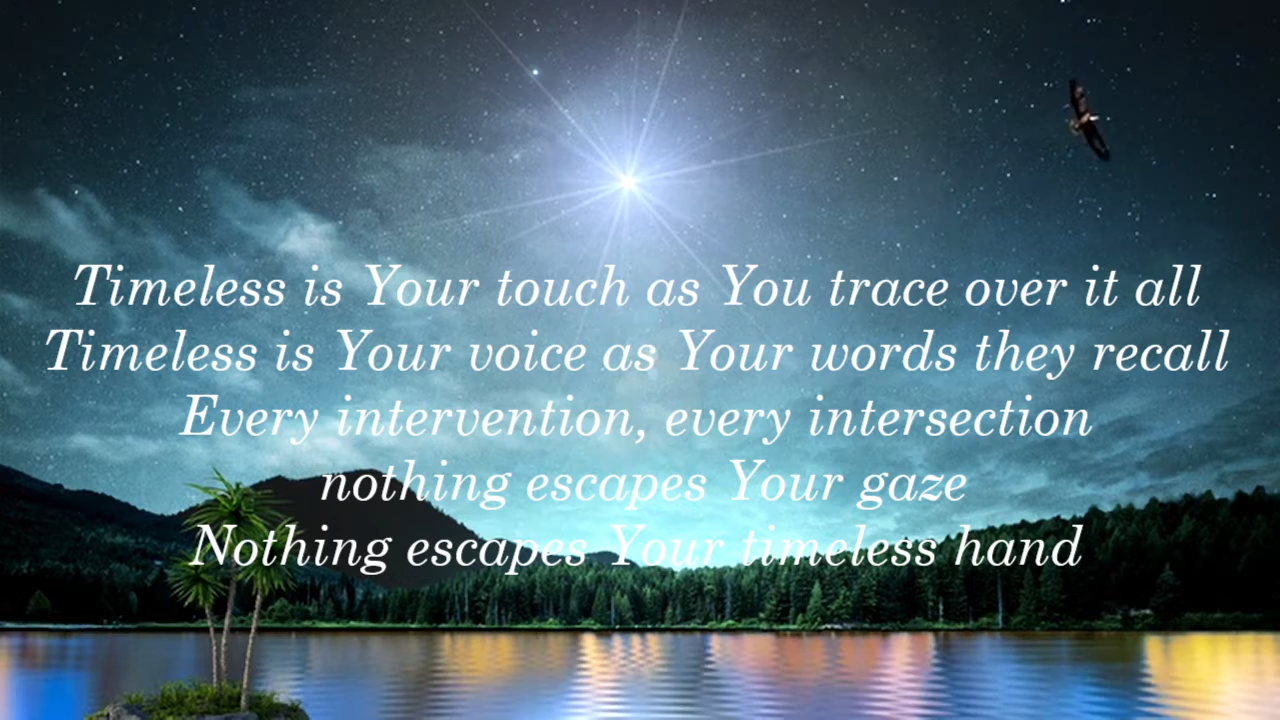 Timeless is Your touch as You trace over it all
Timeless is Your voice as Your words they recall
Every intervention, every intersection
nothing escapes Your gaze
Nothing escapes Your timeless hand